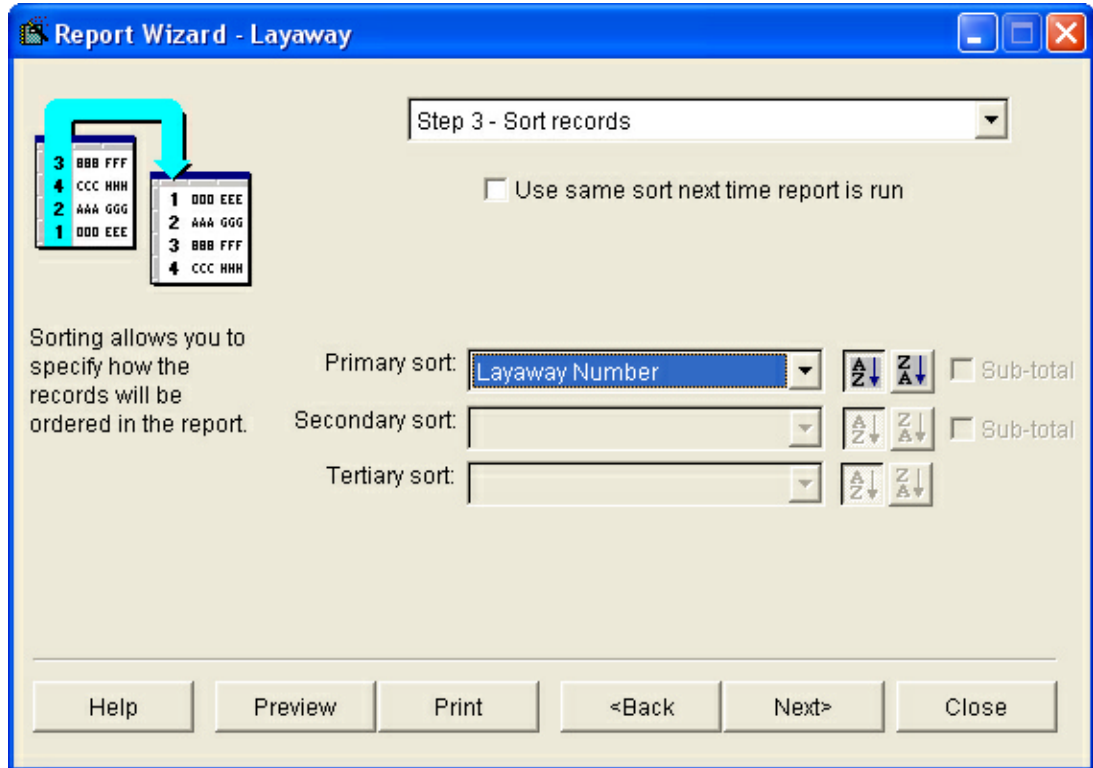 Report Wizard - Layaway
Step 3 - Sort records
Use same sort next time report is run
3 BBB FFF
4 CCC HHH
2 AAA GGG
1 DDD EEE
1 DDD EEE
2 AAA GGG
3 BBB FFF
4 CCC HHH
Sorting allows you to
specify how the
records will be
ordered in the report.
Primary sort: Layaway Number A Z Z A Sub-total
Secondary sort: A Z Z A Sub-total
Tertiary sort: A Z Z A
Help Preview Print <Back Next> Close